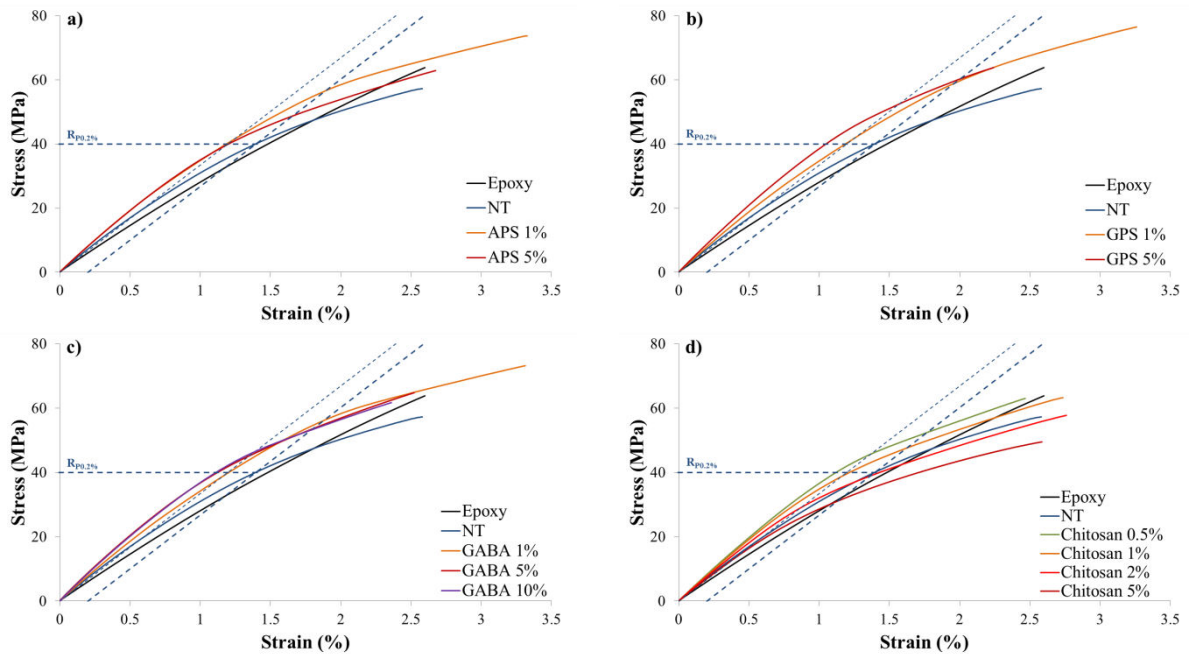 a)
Stress (MPa)
80
60
40
20
0
R_P0.2%
Epoxy
NT
APS 1%
APS 5%
0 0.5 1 1.5 2 2.5 3 3.5
Strain (%)
b)
Stress (MPa)
80
60
40
20
0
R_P0.2%
Epoxy
NT
GPS 1%
GPS 5%
0 0.5 1 1.5 2 2.5 3 3.5
Strain (%)
c)
Stress (MPa)
80
60
40
20
0
R_P0.2%
Epoxy
NT
GABA 1%
GABA 5%
GABA 10%
0 0.5 1 1.5 2 2.5 3 3.5
Strain (%)
d)
Stress (MPa)
80
60
40
20
0
R_P0.2%
Epoxy
NT
Chitosan 0.5%
Chitosan 1%
Chitosan 2%
Chitosan 5%
0 0.5 1 1.5 2 2.5 3 3.5
Strain (%)